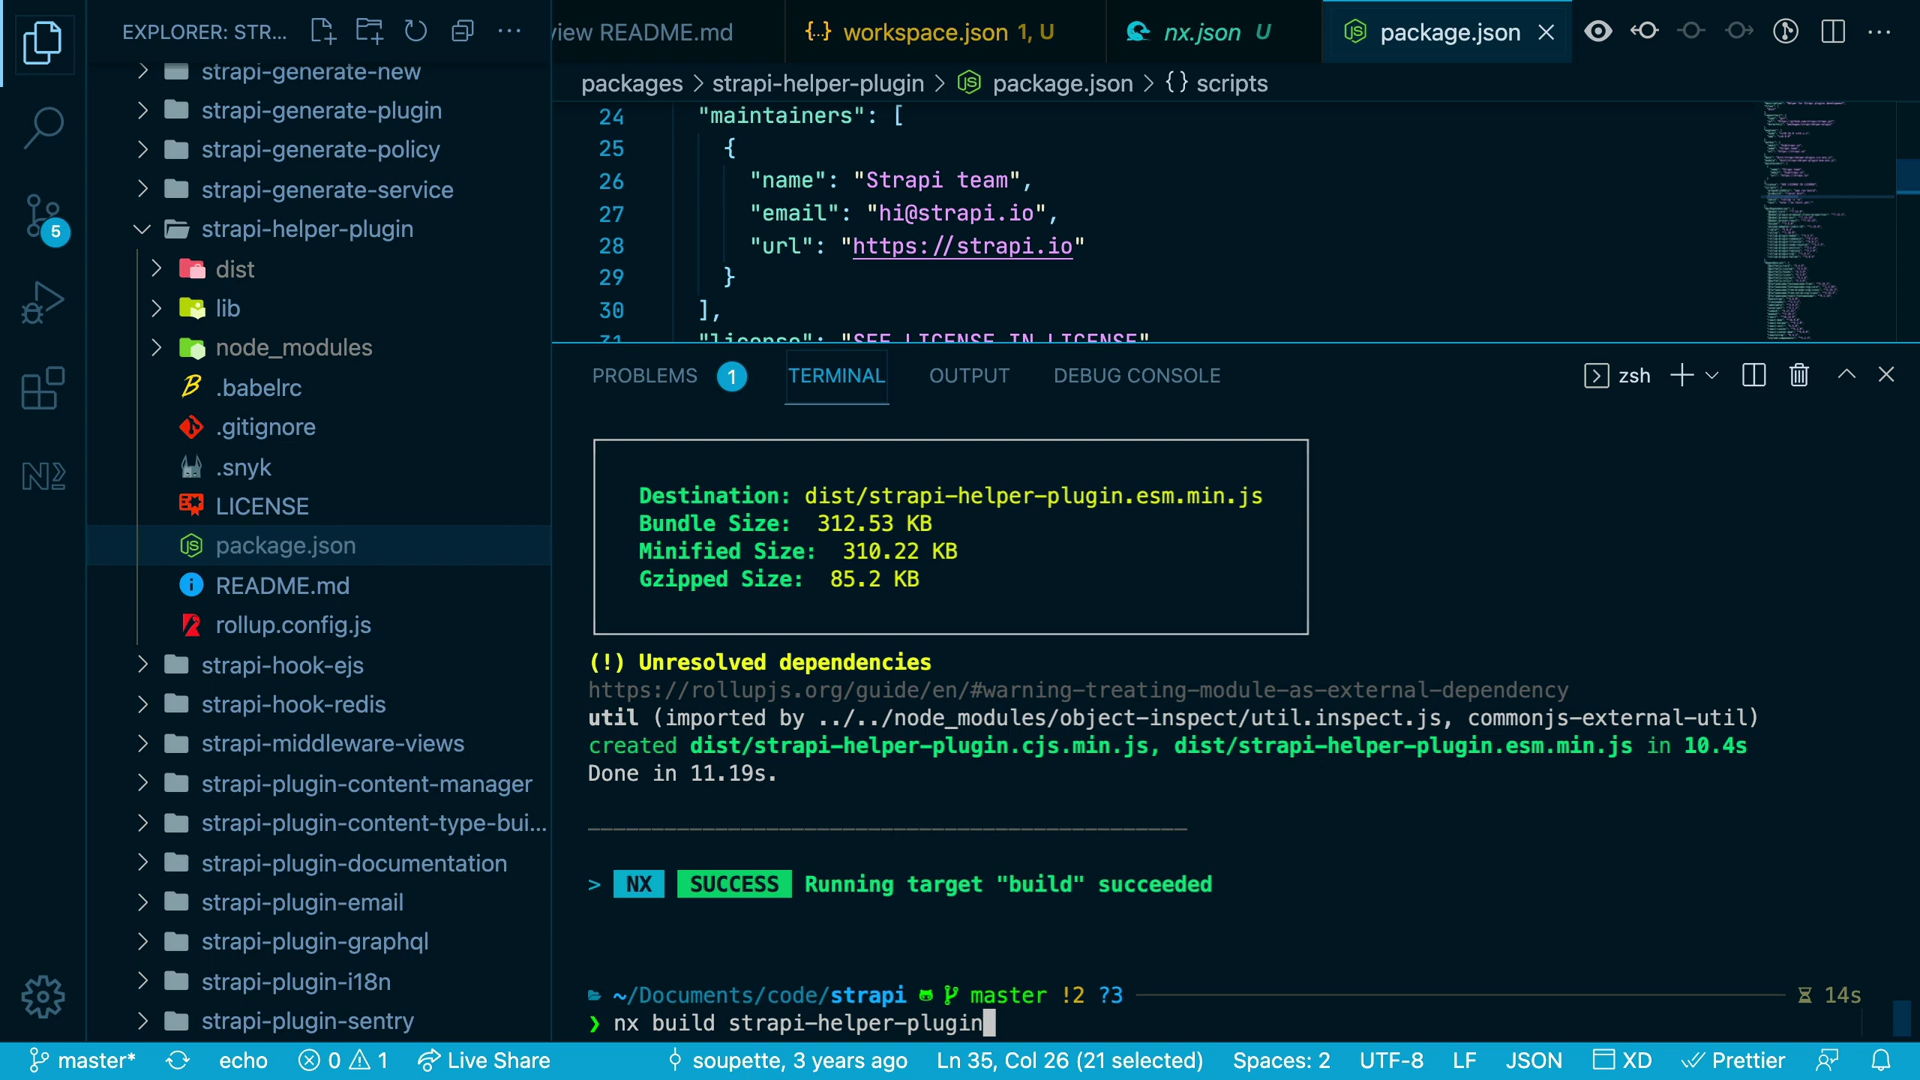 EXPLORER: STR...
view README.md
workspace.json 1, U
nx.json U
package.json
packages > strapi-helper-plugin > package.json > {} scripts
strapi-generate-new
strapi-generate-plugin
strapi-generate-policy
strapi-generate-service
strapi-helper-plugin
dist
lib
node_modules
.babelrc
.gitignore
.snyk
LICENSE
package.json
README.md
rollup.config.js
strapi-hook-ejs
strapi-hook-redis
strapi-middleware-views
strapi-plugin-content-manager
strapi-plugin-content-type-bui...
strapi-plugin-documentation
strapi-plugin-email
strapi-plugin-graphql
strapi-plugin-i18n
strapi-plugin-sentry
5
24 "maintainers": [
25 {
26 "name": "Strapi team",
27 "email": "hi@strapi.io",
28 "url": "https://strapi.io"
29 }
30 ],
31 "license": "SEE LICENSE IN LICENSE"
PROBLEMS 1 TERMINAL OUTPUT DEBUG CONSOLE zsh
Destination: dist/strapi-helper-plugin.esm.min.js
Bundle Size: 312.53 KB
Minified Size: 310.22 KB
Gzipped Size: 85.2 KB
(!) Unresolved dependencies
https://rollupjs.org/guide/en/#warning-treating-module-as-external-dependency
util (imported by ../../node_modules/object-inspect/util.inspect.js, commonjs-external-util)
created dist/strapi-helper-plugin.cjs.min.js, dist/strapi-helper-plugin.esm.min.js in 10.4s
Done in 11.19s.
> NX SUCCESS Running target "build" succeeded
~/Documents/code/strapi master !2 ?3 14s
❯ nx build strapi-helper-plugin
master* echo 0 1 Live Share soupette, 3 years ago Ln 35, Col 26 (21 selected) Spaces: 2 UTF-8 LF JSON XD Prettier